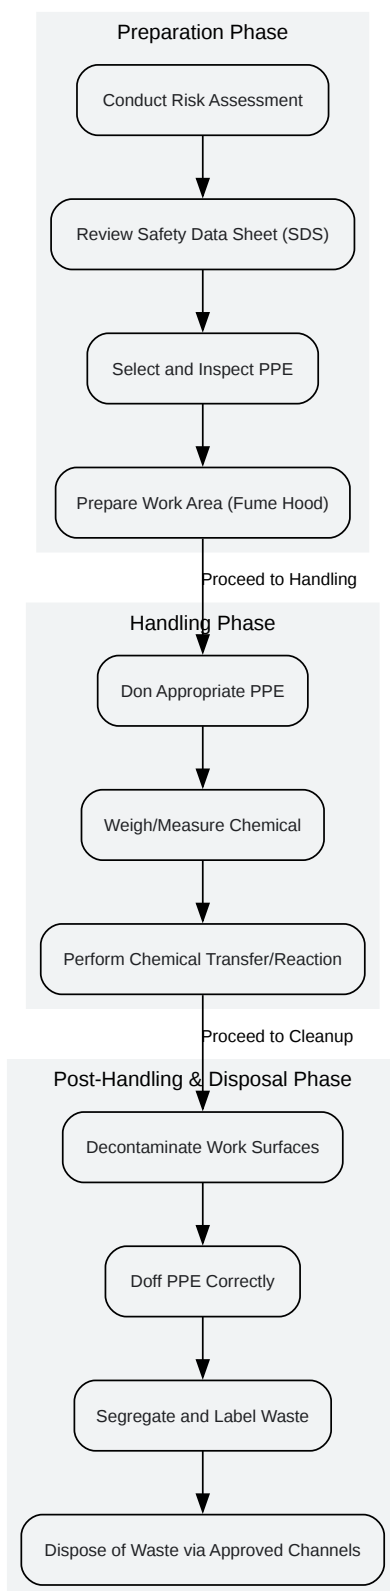 Preparation Phase
Conduct Risk Assessment
Review Safety Data Sheet (SDS)
Select and Inspect PPE
Prepare Work Area (Fume Hood)
Proceed to Handling
Handling Phase
Don Appropriate PPE
Weigh/Measure Chemical
Perform Chemical Transfer/Reaction
Proceed to Cleanup
Post-Handling & Disposal Phase
Decontaminate Work Surfaces
Doff PPE Correctly
Segregate and Label Waste
Dispose of Waste via Approved Channels